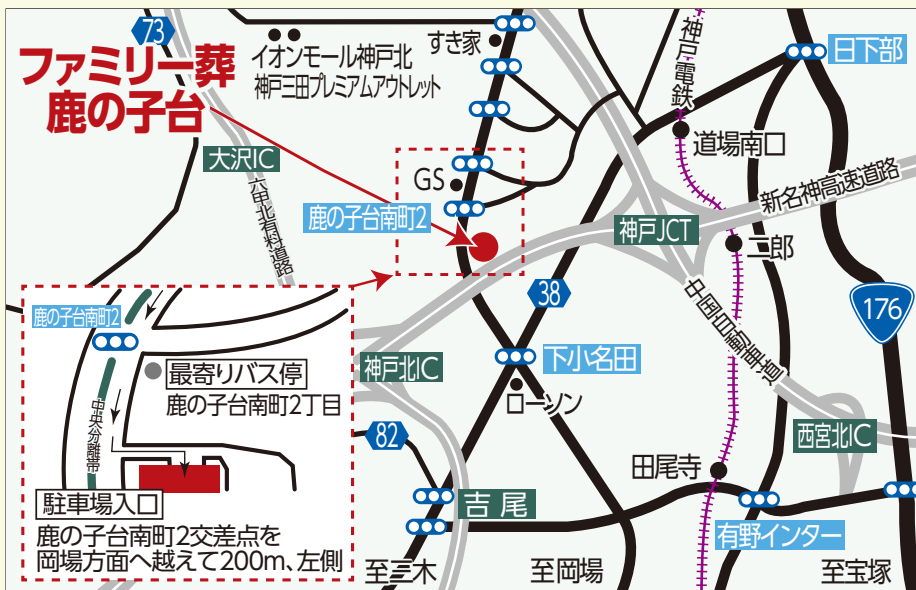 73
ファミリー葬
鹿の子台
イオンモール神戸北
神戸三田プレミアムアウトレット
すき家
神戸電鉄
日下部
道場南口
大沢IC
六甲北有料道路
GS
鹿の子台南町2
新名神高速道路
神戸JCT
二郎
38
中国自動車道
176
鹿の子台南町2
最寄りバス停
鹿の子台南町2丁目
中央分離帯
駐車場入口
鹿の子台南町2交差点を
岡場方面へ越えて200m、左側
神戸北IC
下小名田
ローソン
82
西宮北IC
田尾寺
吉尾
有野インター
至三木
至岡場
至宝塚